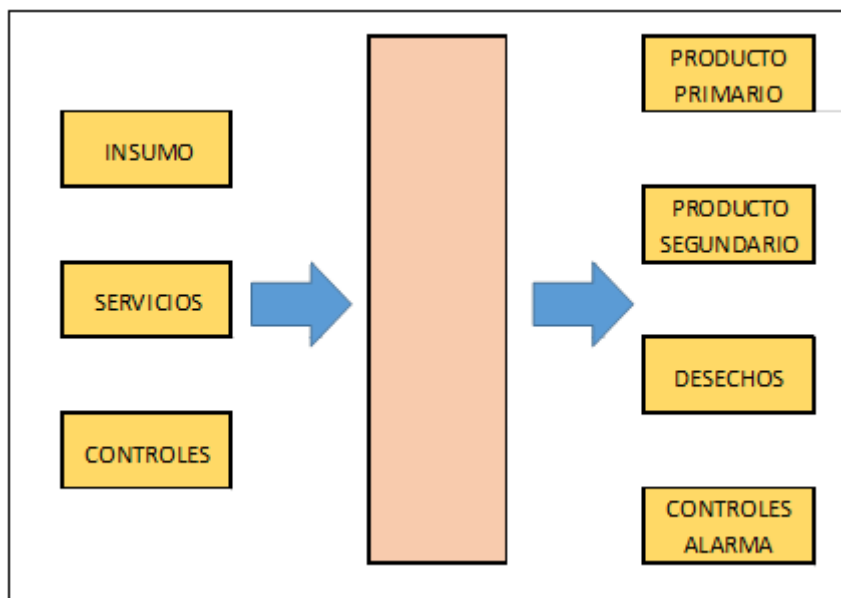 INSUMO
SERVICIOS
CONTROLES
PRODUCTO
PRIMARIO
PRODUCTO
SEGUNDARIO
DESECHOS
CONTROLES
ALARMA